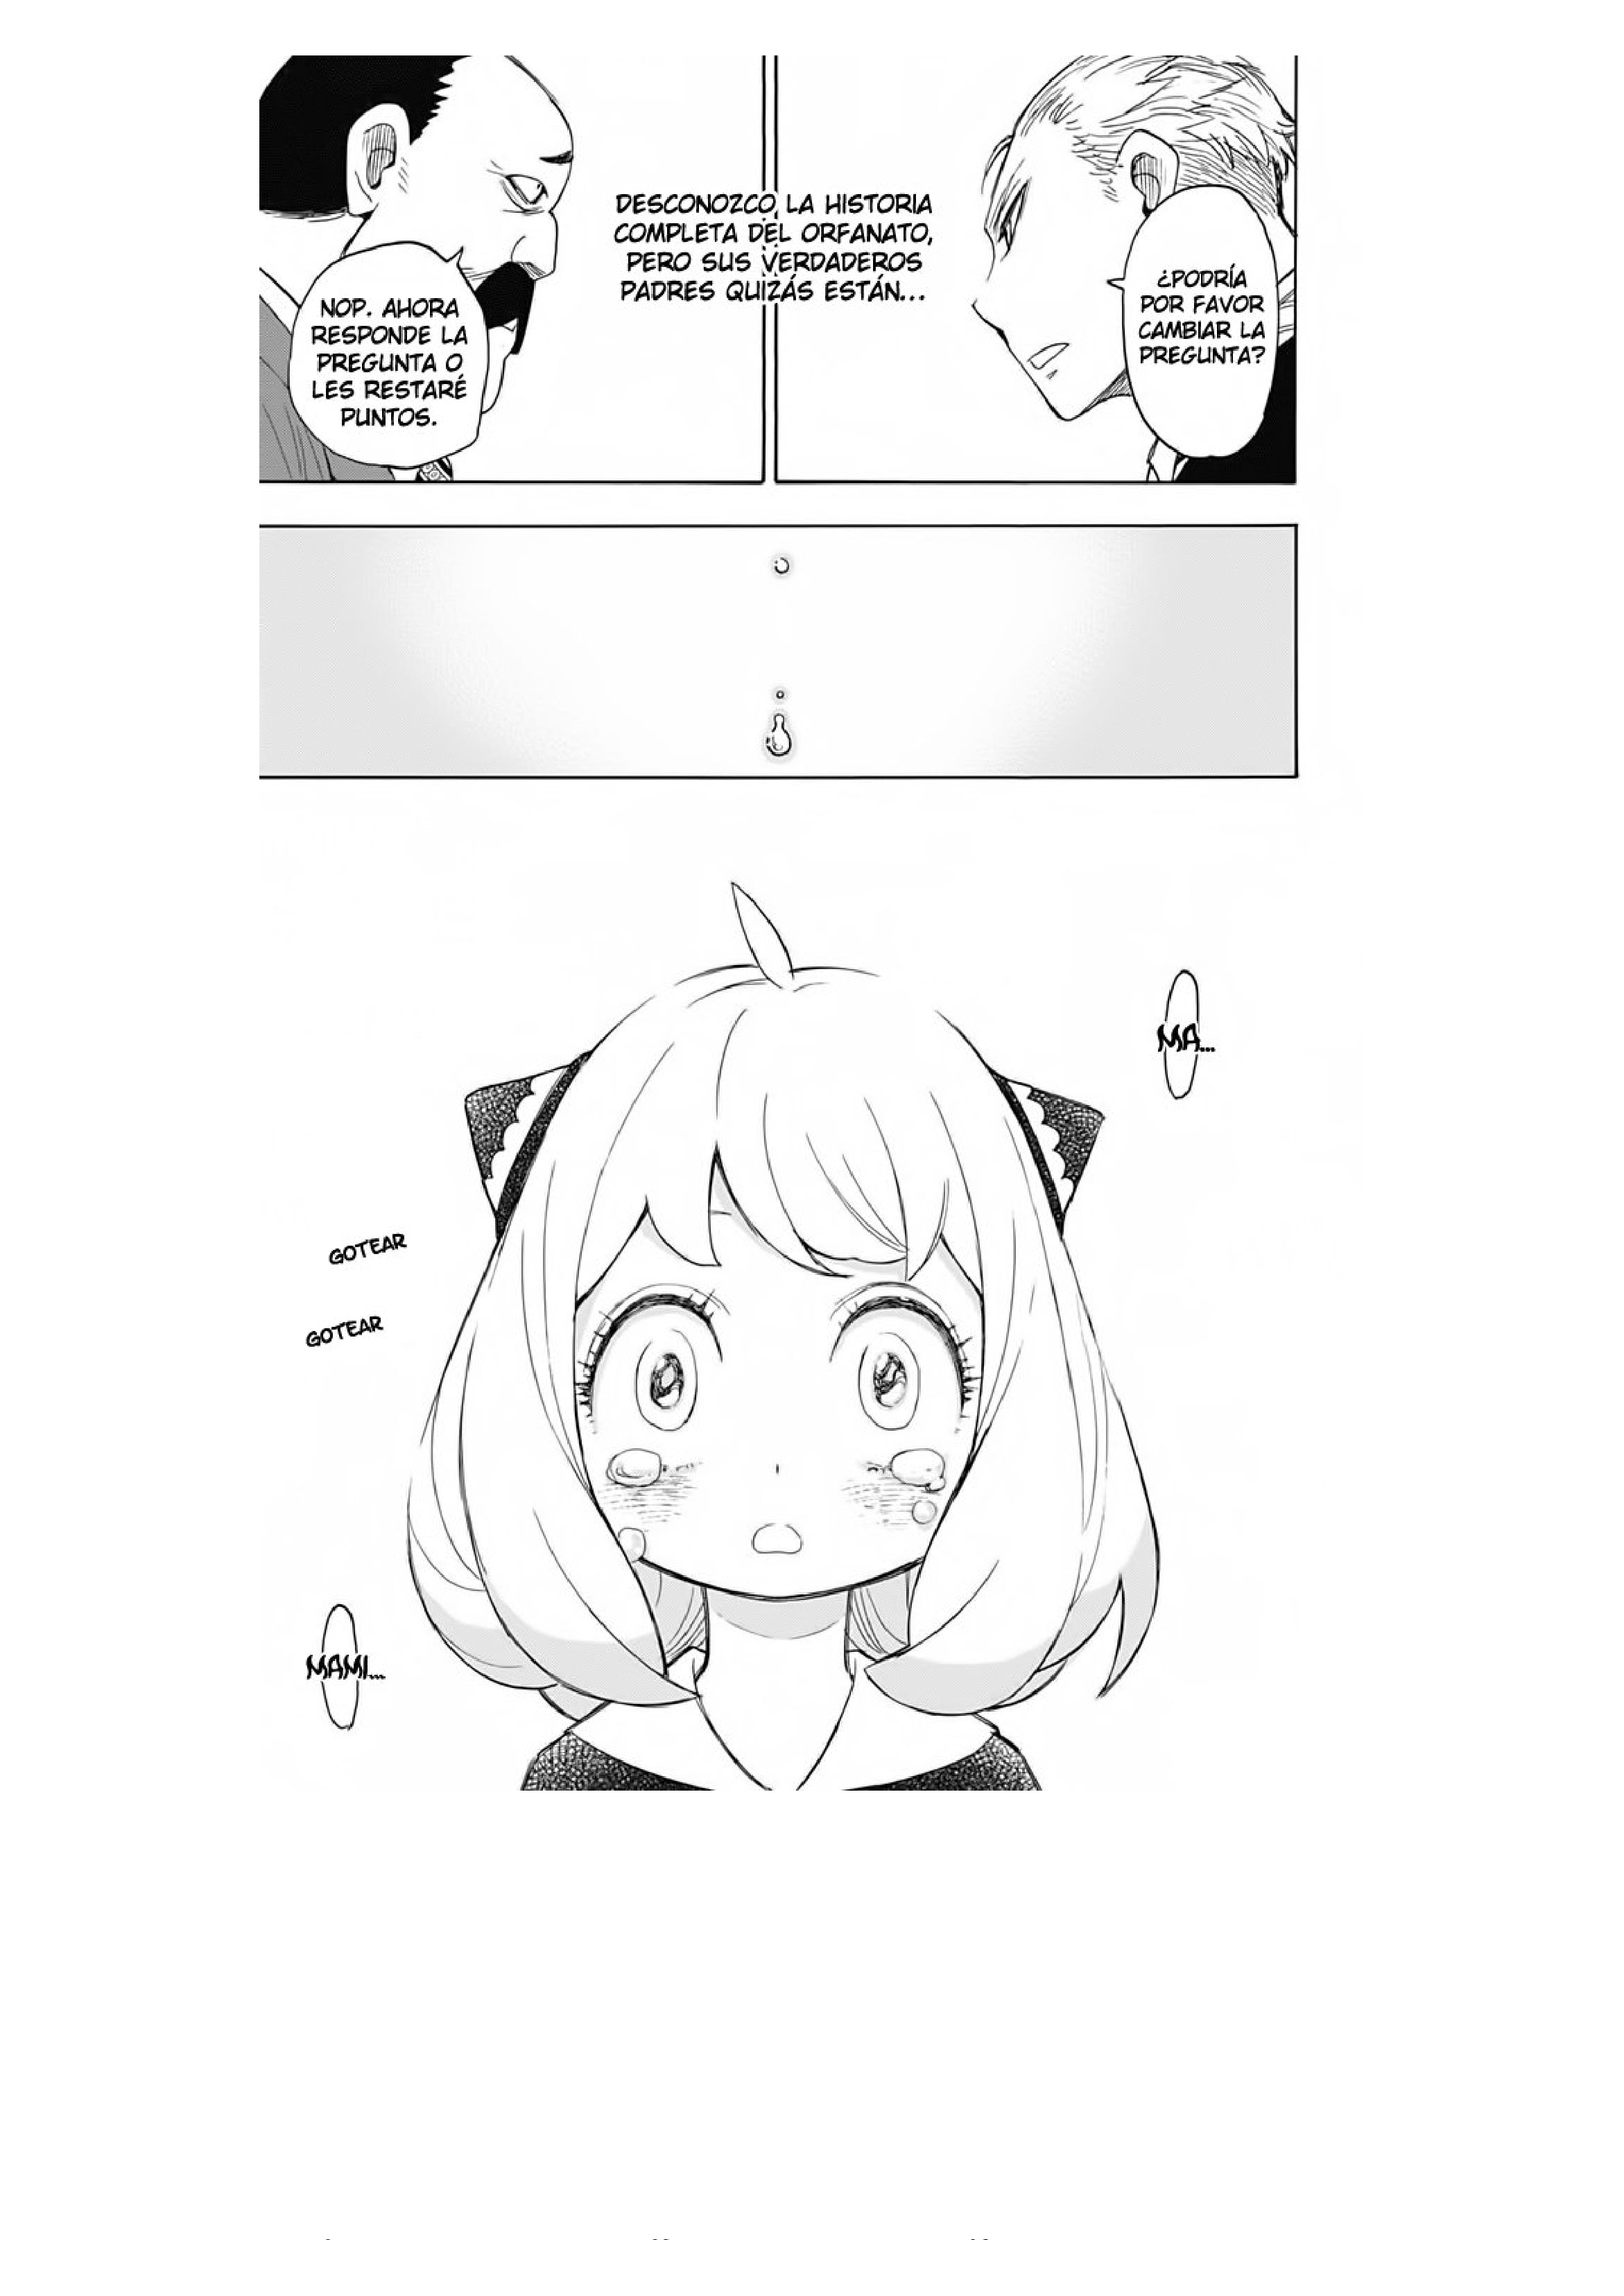 ¿PODRÍA
POR FAVOR
CAMBIAR LA
PREGUNTA?
DESCONOZCO LA HISTORIA
COMPLETA DEL ORFANATO,
PERO SUS VERDADEROS
PADRES QUIZÁS ESTÁN...
NOP. AHORA
RESPONDE LA
PREGUNTA O
LES RESTARÉ
PUNTOS.
MA...
GOTEAR
GOTEAR
MAMI...